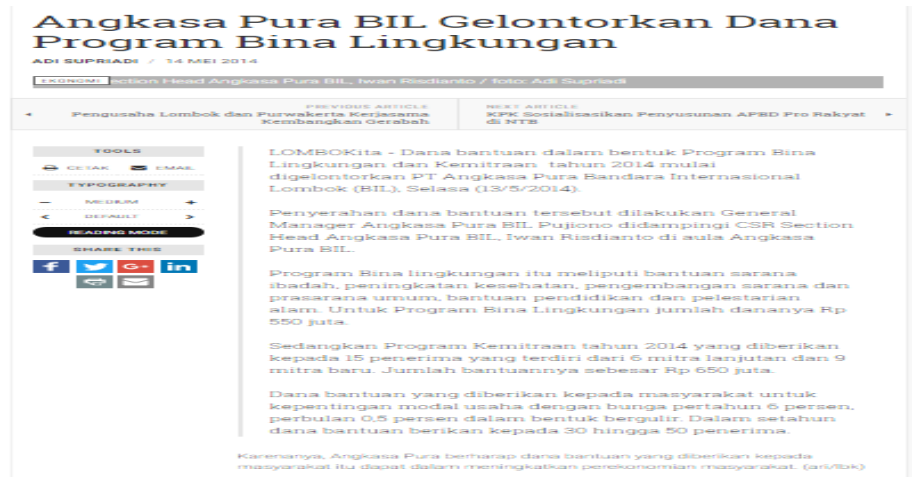 Angkasa Pura BIL Gelontorkan Dana
Program Bina Lingkungan
ADI SUPRIADI / 14 MEI 2014
EKONOMI ection Head Angkasa Pura BIL, Iwan Risdianto / foto: Adi Supriadi
PREVIOUS ARTICLE
Pengusaha Lombok dan Purwakerta Kerjasama
Kembangkan Gerabah
NEXT ARTICLE
KPK Sosialisasikan Penyusunan APBD Pro Rakyat
di NTB
TOOLS
CETAK EMAIL
TYPOGRAPHY
− MEDIUM +
< DEFAULT >
READING MODE
SHARE THIS
f G+ in
LOMBOKita - Dana bantuan dalam bentuk Program Bina
Lingkungan dan Kemitraan tahun 2014 mulai
digelontorkan PT Angkasa Pura Bandara Internasional
Lombok (BIL), Selasa (13/5/2014).
Penyerahan dana bantuan tersebut dilakukan General
Manager Angkasa Pura BIL Pujiono didampingi CSR Section
Head Angkasa Pura BIL, Iwan Risdianto di aula Angkasa
Pura BIL.
Program Bina lingkungan itu meliputi bantuan sarana
ibadah, peningkatan kesehatan, pengembangan sarana dan
prasarana umum, bantuan pendidikan dan pelestarian
alam. Untuk Program Bina Lingkungan jumlah dananya Rp
550 juta.
Sedangkan Program Kemitraan tahun 2014 yang diberikan
kepada 15 penerima yang terdiri dari 6 mitra lanjutan dan 9
mitra baru. Jumlah bantuannya sebesar Rp 650 juta.
Dana bantuan yang diberikan kepada masyarakat untuk
kepentingan modal usaha dengan bunga pertahun 6 persen,
perbulan 0,5 persen dalam bentuk bergulir. Dalam setahun
dana bantuan berikan kepada 30 hingga 50 penerima.
Karenanya, Angkasa Pura berharap dana bantuan yang diberikan kepada
masyarakat itu dapat dalam meningkatkan perekonomian masyarakat. (ari/lbk)